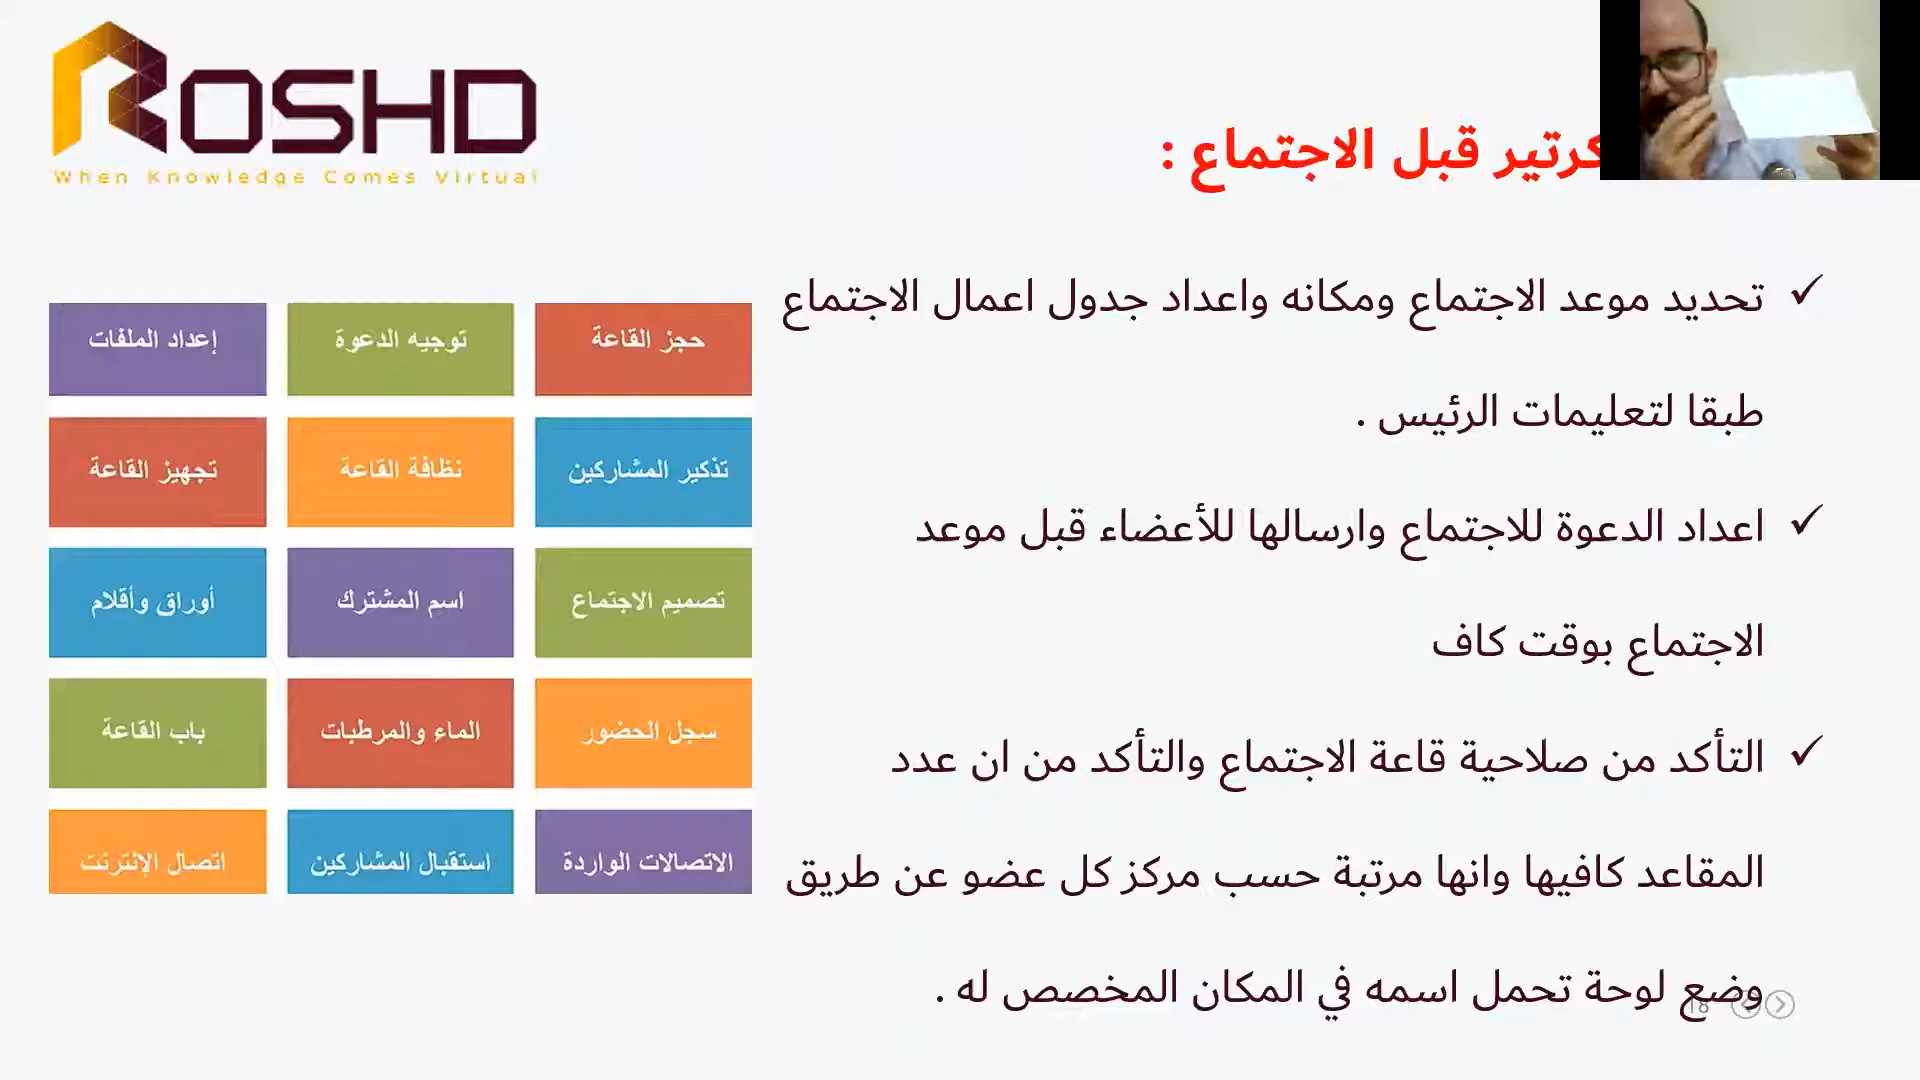 ROSHD
When Knowledge Comes Virtual
كرتير قبل الاجتماع :
تحديد موعد الاجتماع ومكانه واعداد جدول اعمال الاجتماع
طبقا لتعليمات الرئيس .
اعداد الدعوة للاجتماع وارسالها للأعضاء قبل موعد
الاجتماع بوقت كاف
التأكد من صلاحية قاعة الاجتماع والتأكد من ان عدد
المقاعد كافيها وانها مرتبة حسب مركز كل عضو عن طريق
وضع لوحة تحمل اسمه في المكان المخصص له .
حجز القاعة
توجيه الدعوة
إعداد الملفات
تذكير المشاركين
نظافة القاعة
تجهيز القاعة
تصميم الاجتماع
اسم المشترك
أوراق وأقلام
سجل الحضور
الماء والمرطبات
باب القاعة
الاتصالات الواردة
استقبال المشاركين
اتصال الإنترنت
18